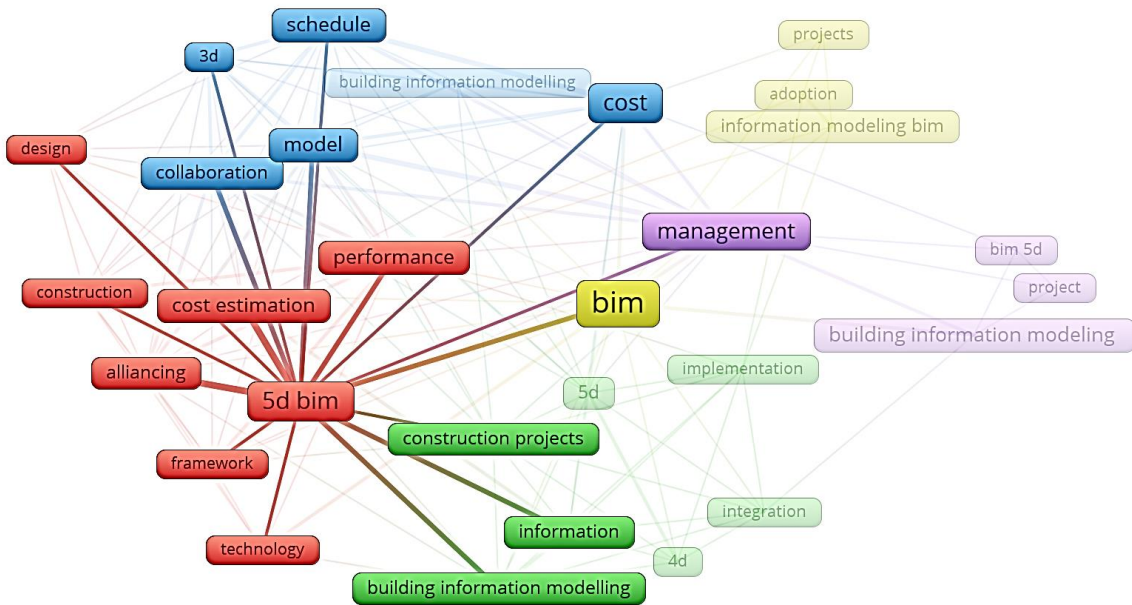 schedule
projects
3d
building information modelling
adoption
cost
information modeling bim
design
model
collaboration
management
bim 5d
performance
project
construction
cost estimation
bim
building information modeling
alliancing
implementation
5d
5d bim
construction projects
framework
integration
information
technology
4d
building information modelling